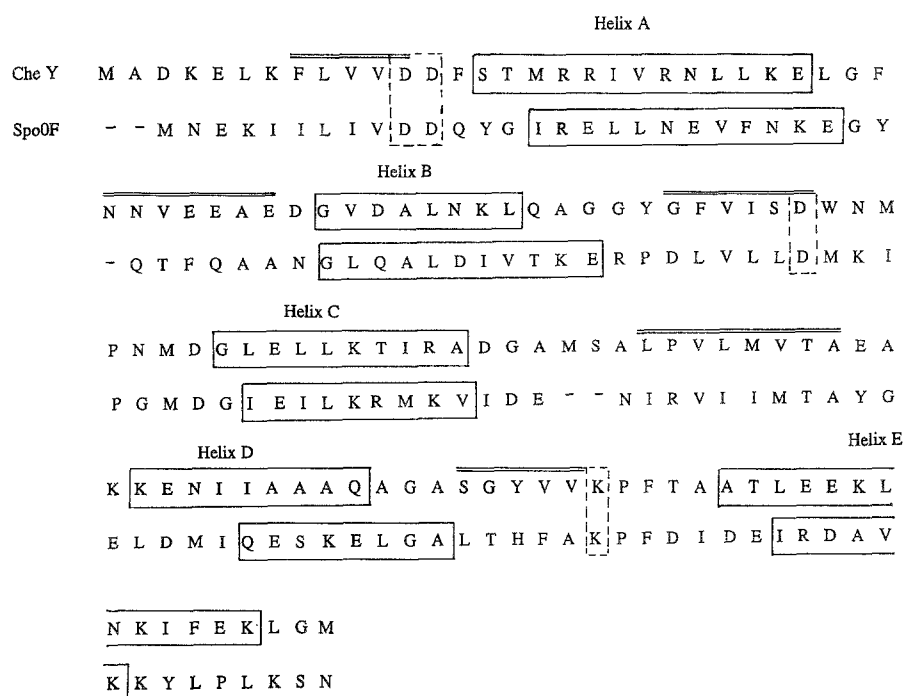 Helix A
Che Y M A D K E L K F L V V D D F S T M R R I V R N L L K E L G F
Spo0F - - M N E K I I L I V D D Q Y G I R E L L N E V F N K E G Y
Helix B
N N V E E A E D G V D A L N K L Q A G G Y G F V I S D W N M
- Q T F Q A A N G L Q A L D I V T K E R P D L V L L D M K I
Helix C
P N M D G L E L L K T I R A D G A M S A L P V L M V T A E A
P G M D G I E I L K R M K V I D E - - N I R V I I M T A Y G
Helix D Helix E
K K E N I I A A A Q A G A S G Y V V K P F T A A T L E E K L
E L D M I Q E S K E L G A L T H F A K P F D I D E I R D A V
N K I F E K L G M
K K Y L P L K S N